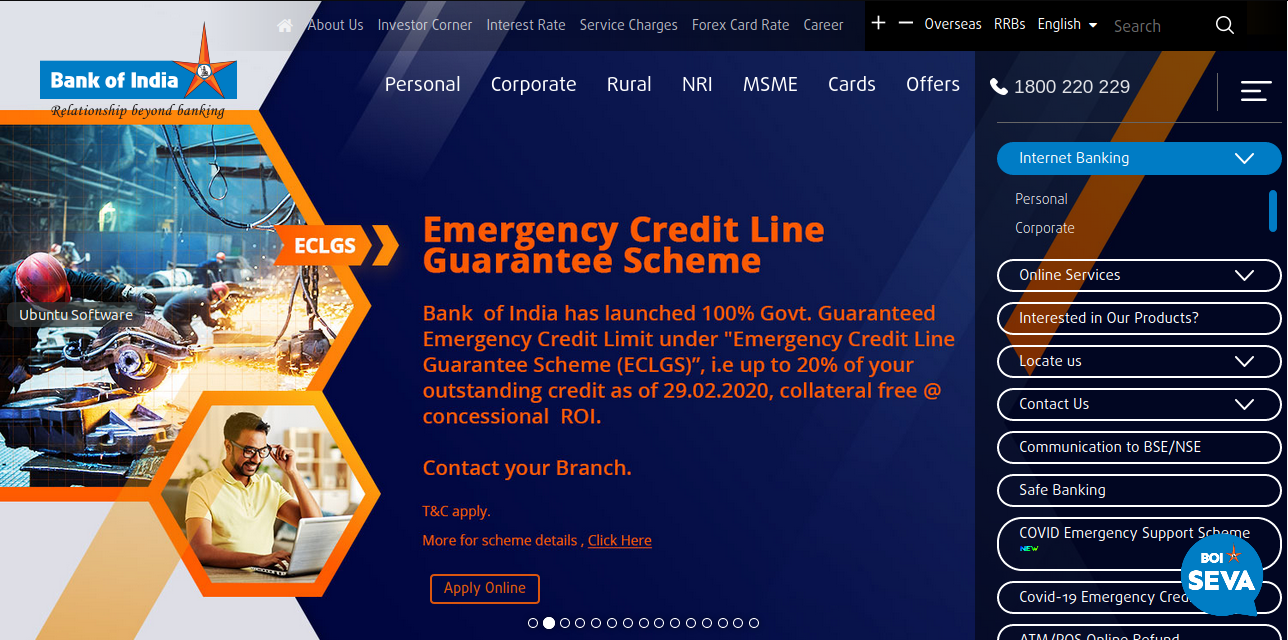 About Us Investor Corner Interest Rate Service Charges Forex Card Rate Career
Overseas RRBs English Search
Bank of India
Relationship beyond banking
Personal Corporate Rural NRI MSME Cards Offers
1800 220 229
Internet Banking
Personal
Corporate
Online Services
Interested in Our Products?
Locate us
Contact Us
Communication to BSE/NSE
Safe Banking
COVID Emergency Support Scheme
NEW
BOI
SEVA
Covid-19 Emergency Cred
ATM/POS Online Refund
ECLGS
Ubuntu Software
Emergency Credit Line
Guarantee Scheme
Bank of India has launched 100% Govt. Guaranteed
Emergency Credit Limit under "Emergency Credit Line
Guarantee Scheme (ECLGS)”, i.e up to 20% of your
outstanding credit as of 29.02.2020, collateral free @
concessional ROI.
Contact your Branch.
T&C apply.
More for scheme details , Click Here
Apply Online